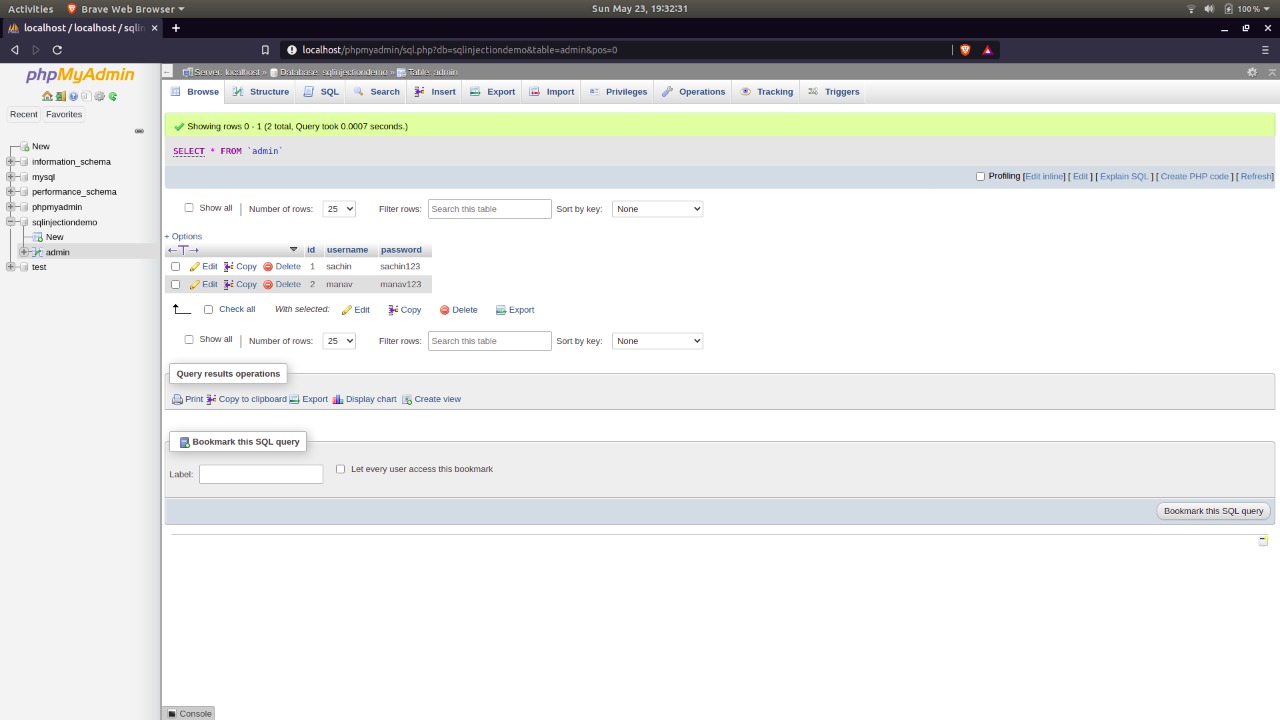 Activities Brave Web Browser Sun May 23, 19:32:31 100 %
localhost / localhost / sqlin
localhost/phpmyadmin/sql.php?db=sqlinjectiondemo&table=admin&pos=0
phpMyAdmin
Recent Favorites
New
information_schema
mysql
performance_schema
phpmyadmin
sqlinjectiondemo
New
admin
test
Server: localhost » Database: sqlinjectiondemo » Table: admin
Browse Structure SQL Search Insert Export Import Privileges Operations Tracking Triggers
Showing rows 0 - 1 (2 total, Query took 0.0007 seconds.)
SELECT * FROM `admin`
Profiling [Edit inline] [ Edit ] [ Explain SQL ] [ Create PHP code ] [ Refresh]
Show all Number of rows: 25 Filter rows: Search this table Sort by key: None
+ Options
←T→ id username password
Edit Copy Delete 1 sachin sachin123
Edit Copy Delete 2 manav manav123
Check all With selected: Edit Copy Delete Export
Show all Number of rows: 25 Filter rows: Search this table Sort by key: None
Query results operations
Print Copy to clipboard Export Display chart Create view
Bookmark this SQL query
Label: Let every user access this bookmark
Bookmark this SQL query
Console